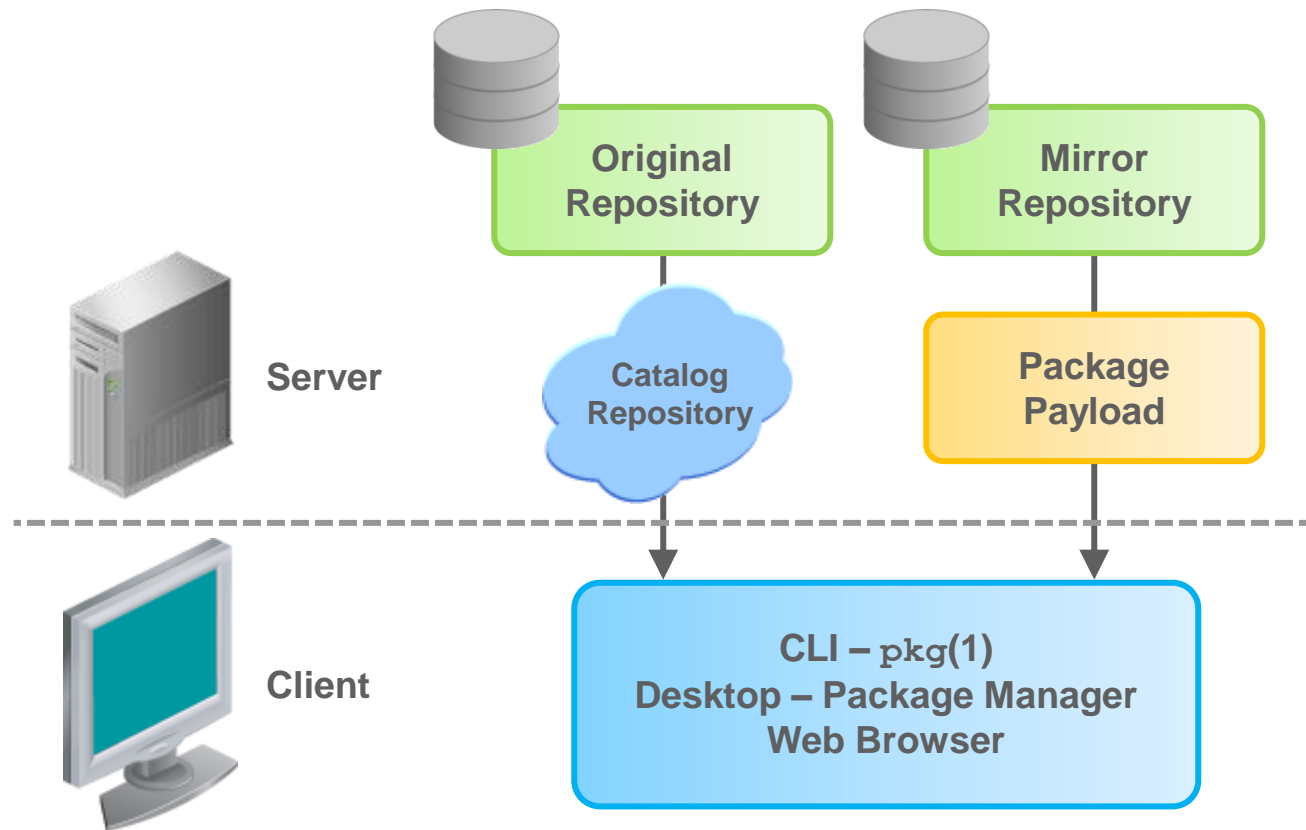 Original
Repository
Mirror
Repository
Server
Catalog
Repository
Package
Payload
Client
CLI – pkg(1)
Desktop – Package Manager
Web Browser